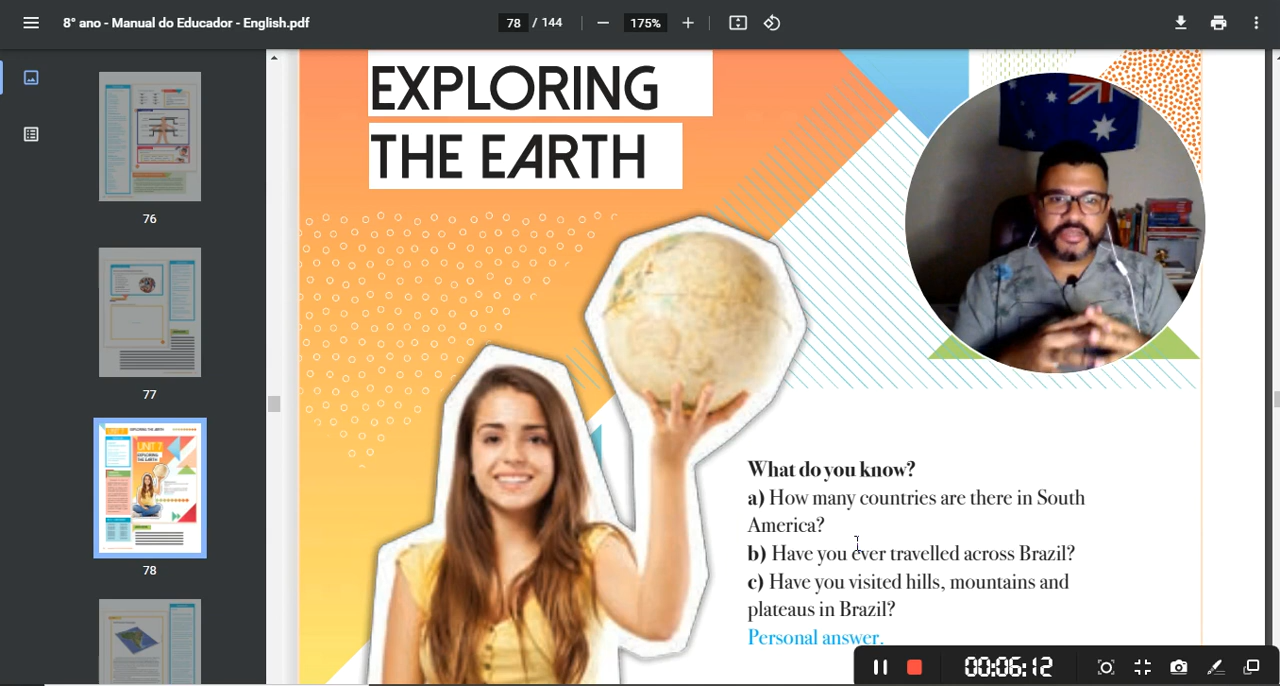 8° ano - Manual do Educador - English.pdf
78 / 144
175%
76
77
78
EXPLORING
THE EARTH
What do you know?
a) How many countries are there in South
America?
b) Have you ever travelled across Brazil?
c) Have you visited hills, mountains and
plateaus in Brazil?
Personal answer.
00:06:12